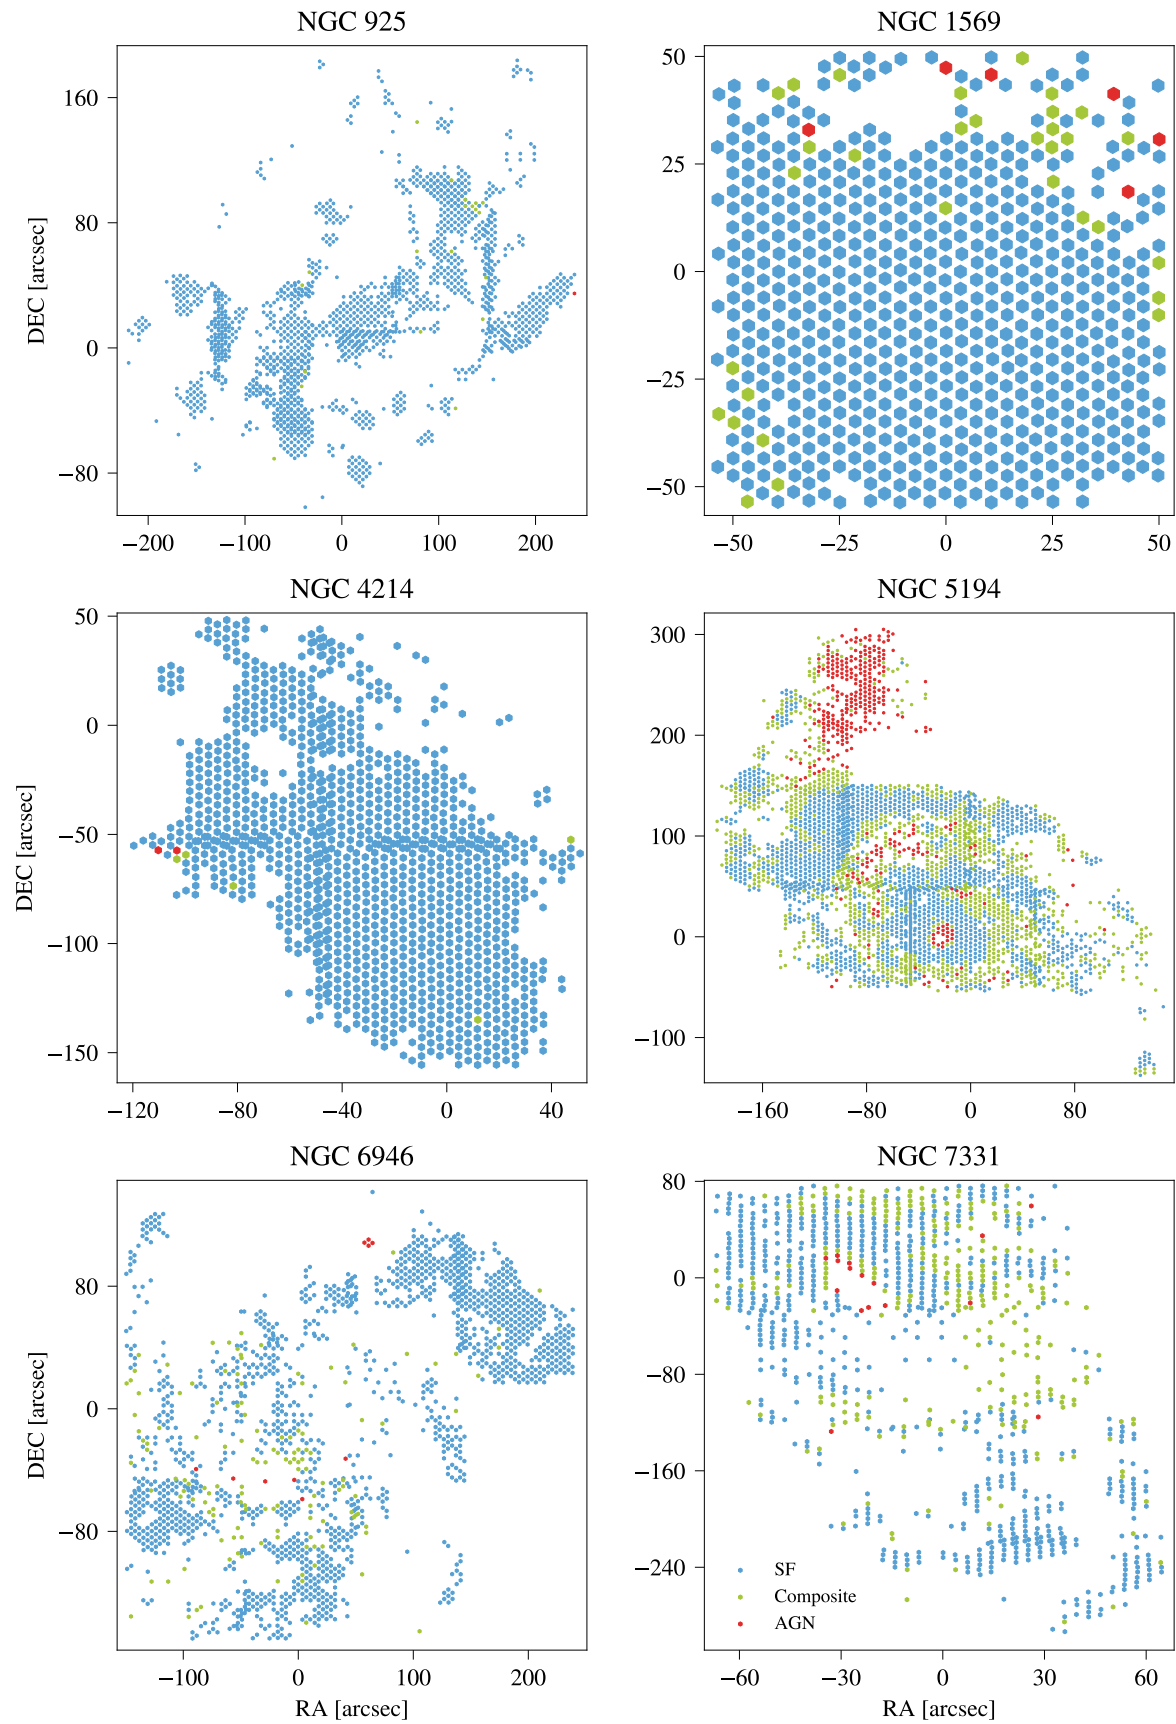 NGC 925
NGC 1569
DEC [arcsec]
160
80
0
−80
−200 −100 0 100 200
50
25
0
−25
−50
−50 −25 0 25 50
NGC 4214
NGC 5194
DEC [arcsec]
50
0
−50
−100
−150
−120 −80 −40 0 40
300
200
100
0
−100
−160 −80 0 80
NGC 6946
NGC 7331
DEC [arcsec]
80
0
−80
−100 0 100 200
RA [arcsec]
80
0
−80
−160
−240
SF
Composite
AGN
−60 −30 0 30 60
RA [arcsec]